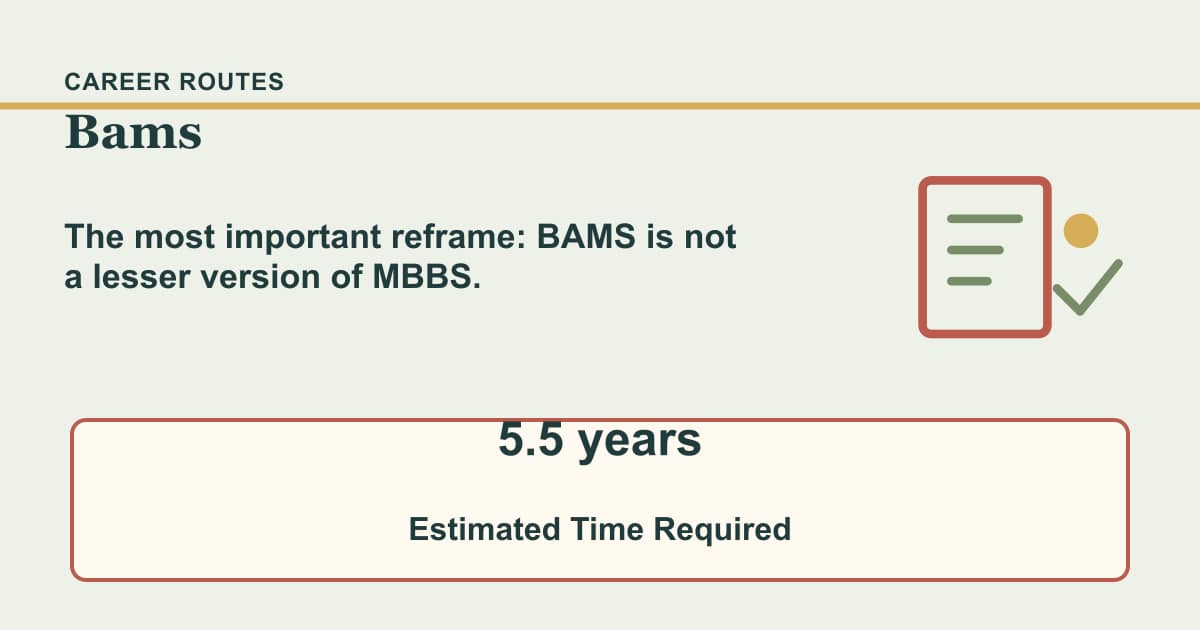 CAREER ROUTES
Bams
The most important reframe: BAMS is not
a lesser version of MBBS.
5.5 years
Estimated Time Required